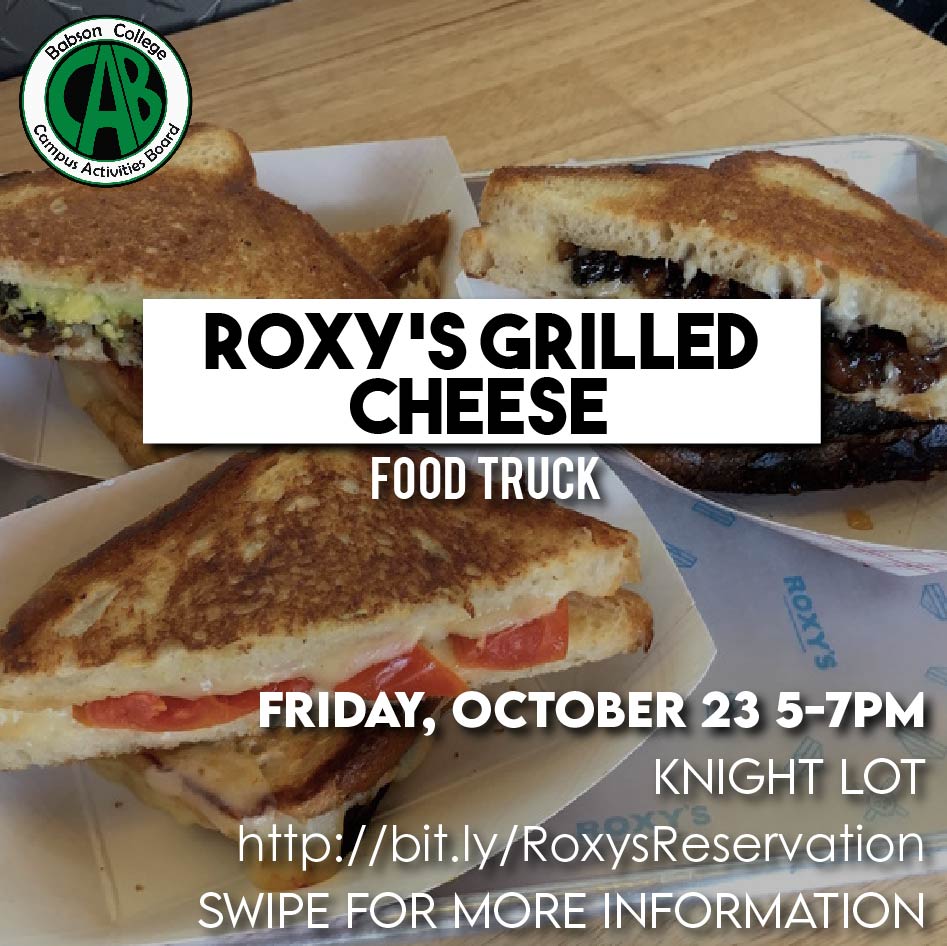 Babson College
CAB
Campus Activities Board
ROXY'S GRILLED
CHEESE
FOOD TRUCK
ROXY'S
FRIDAY, OCTOBER 23 5-7PM
KNIGHT LOT
ROXY'S
http://bit.ly/RoxysReservation
SWIPE FOR MORE INFORMATION